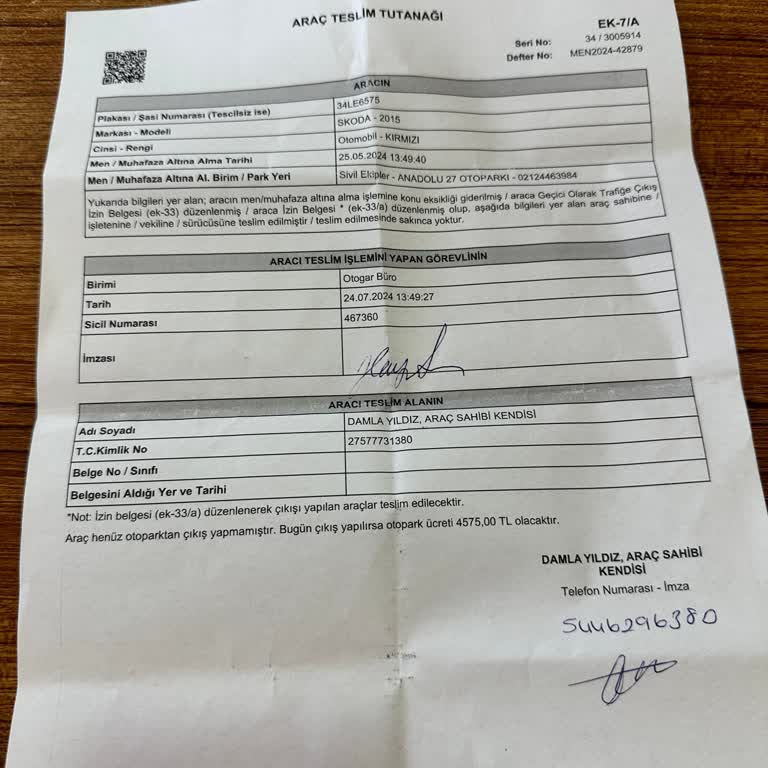 ARAÇ TESLİM TUTANAĞI
EK-7/A
Seri No: 34 / 3005914
Defter No: MEN2024-42879
ARACIN
Plakası / Şasi Numarası (Tescilsiz ise) 34LE6575
Markası - Modeli SKODA - 2015
Cinsi - Rengi Otomobil - KIRMIZI
Men / Muhafaza Altına Alma Tarihi 25.05.2024 13:49:40
Men / Muhafaza Altına Al. Birim / Park Yeri Sivil Ekipler - ANADOLU 27 OTOPARKI - 02124463984
Yukarıda bilgileri yer alan; aracın men/muhafaza altına alma işlemine konu eksikliği giderilmiş / araca Geçici Olarak Trafiğe Çıkış
İzin Belgesi (ek-33) düzenlenmiş / araca İzin Belgesi * (ek-33/a) düzenlenmiş olup, aşağıda bilgileri yer alan araç sahibine /
işletenine / vekiline / sürücüsüne teslim edilmiştir / teslim edilmesinde sakınca yoktur.
ARACI TESLİM İŞLEMİNİ YAPAN GÖREVLİNİN
Birimi Otogar Büro
Tarih 24.07.2024 13:49:27
Sicil Numarası 467360
İmzası
ARACI TESLİM ALANIN
Adı Soyadı DAMLA YILDIZ, ARAÇ SAHİBİ KENDİSİ
T.C.Kimlik No 27577731380
Belge No / Sınıfı
Belgesini Aldığı Yer ve Tarihi
*Not: İzin belgesi (ek-33/a) düzenlenerek çıkışı yapılan araçlar teslim edilecektir.
Araç henüz otoparktan çıkış yapmamıştır. Bugün çıkış yapılırsa otopark ücreti 4575,00 TL olacaktır.
DAMLA YILDIZ, ARAÇ SAHİBİ
KENDİSİ
Telefon Numarası - İmza
5446296380